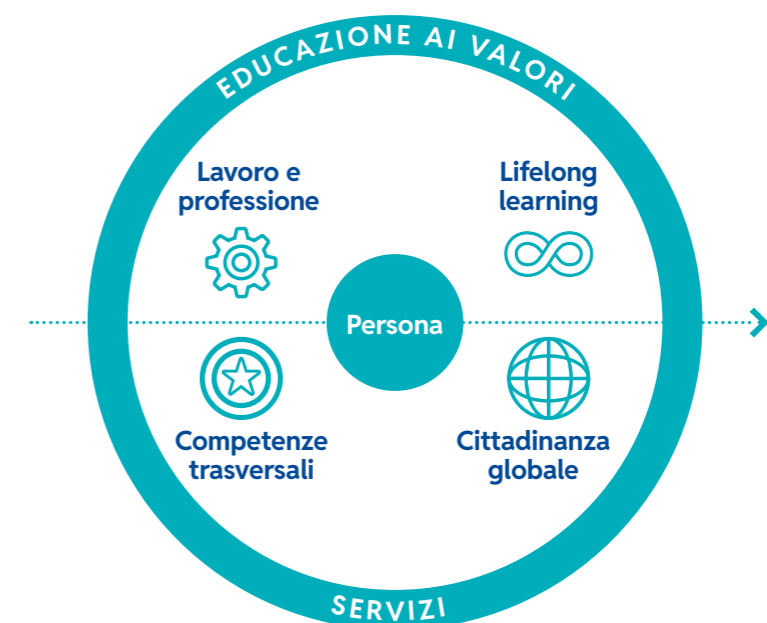 EDUCAZIONE AI VALORI
Lavoro e
professione
Lifelong
learning
Persona
Competenze
trasversali
Cittadinanza
globale
SERVIZI